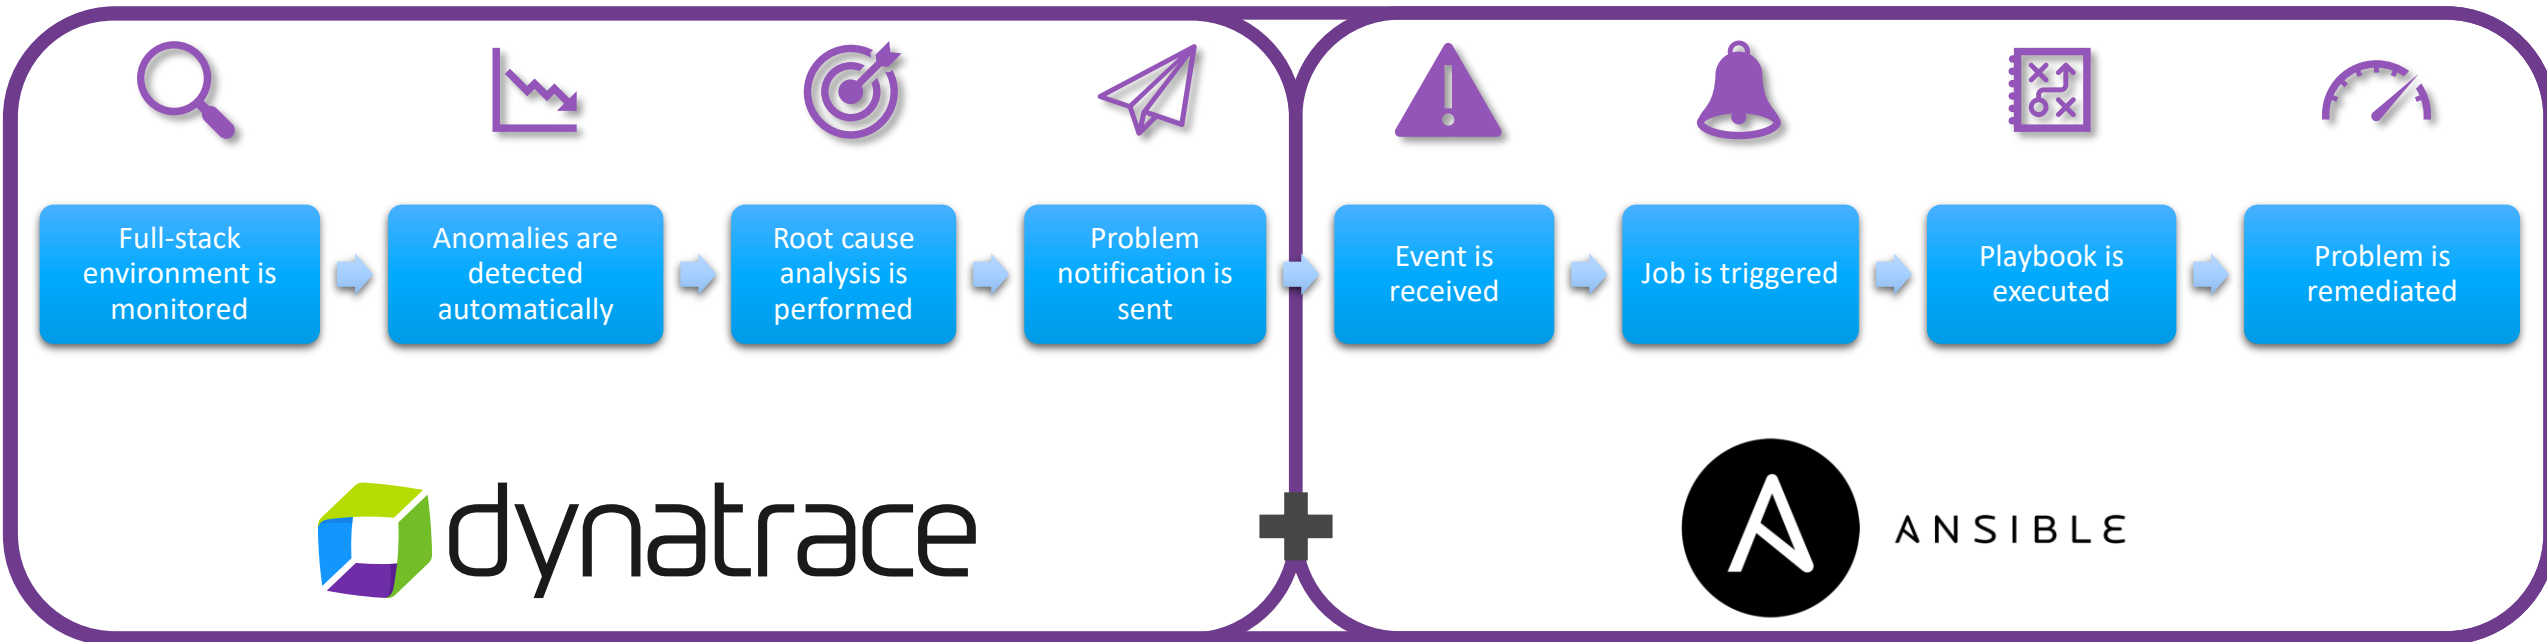 Full-stack
environment is
monitored
Anomalies are
detected
automatically
Root cause
analysis is
performed
Problem
notification is
sent
Event is
received
Job is triggered
Playbook is
executed
Problem is
remediated
dynatrace
ANSIBLE